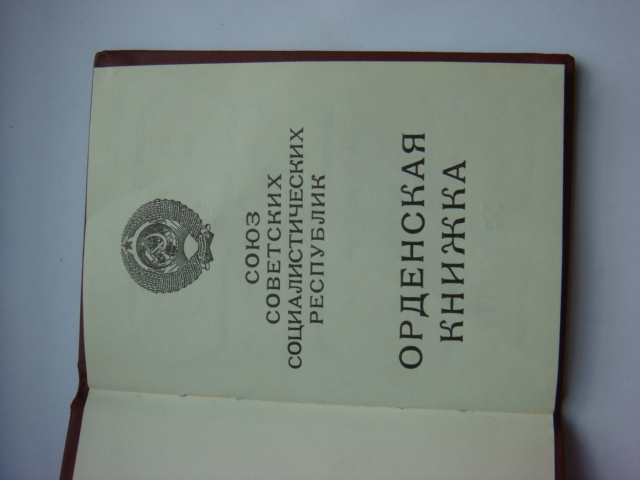 СОЮЗ
СОВЕТСКИХ
СОЦИАЛИСТИЧЕСКИХ
РЕСПУБЛИК
ОРДЕНСКАЯ
КНИЖКА